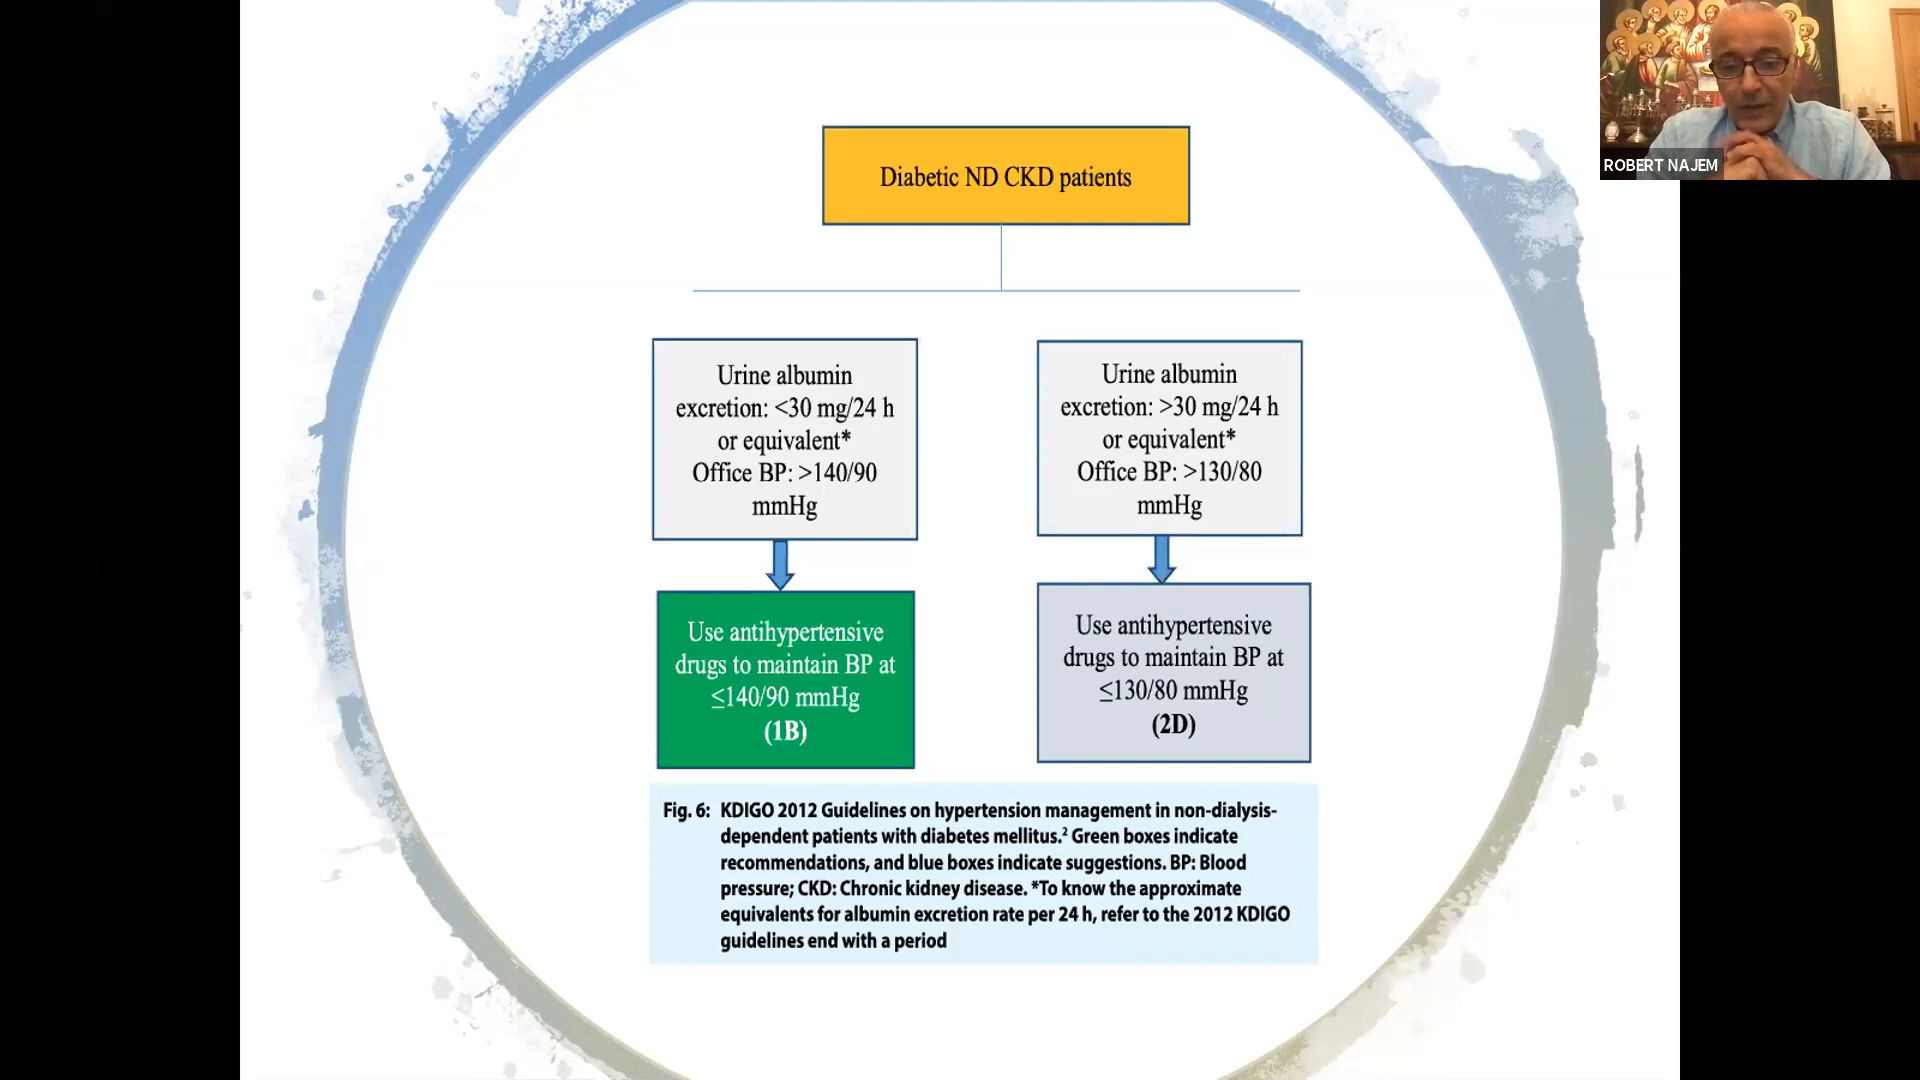 ROBERT NAJEM
Diabetic ND CKD patients
Urine albumin
excretion: <30 mg/24 h
or equivalent*
Office BP: >140/90
mmHg
Urine albumin
excretion: >30 mg/24 h
or equivalent*
Office BP: >130/80
mmHg
Use antihypertensive
drugs to maintain BP at
≤140/90 mmHg
(1B)
Use antihypertensive
drugs to maintain BP at
≤130/80 mmHg
(2D)
Fig. 6: KDIGO 2012 Guidelines on hypertension management in non-dialysis-
dependent patients with diabetes mellitus.² Green boxes indicate
recommendations, and blue boxes indicate suggestions. BP: Blood
pressure; CKD: Chronic kidney disease. *To know the approximate
equivalents for albumin excretion rate per 24 h, refer to the 2012 KDIGO
guidelines end with a period